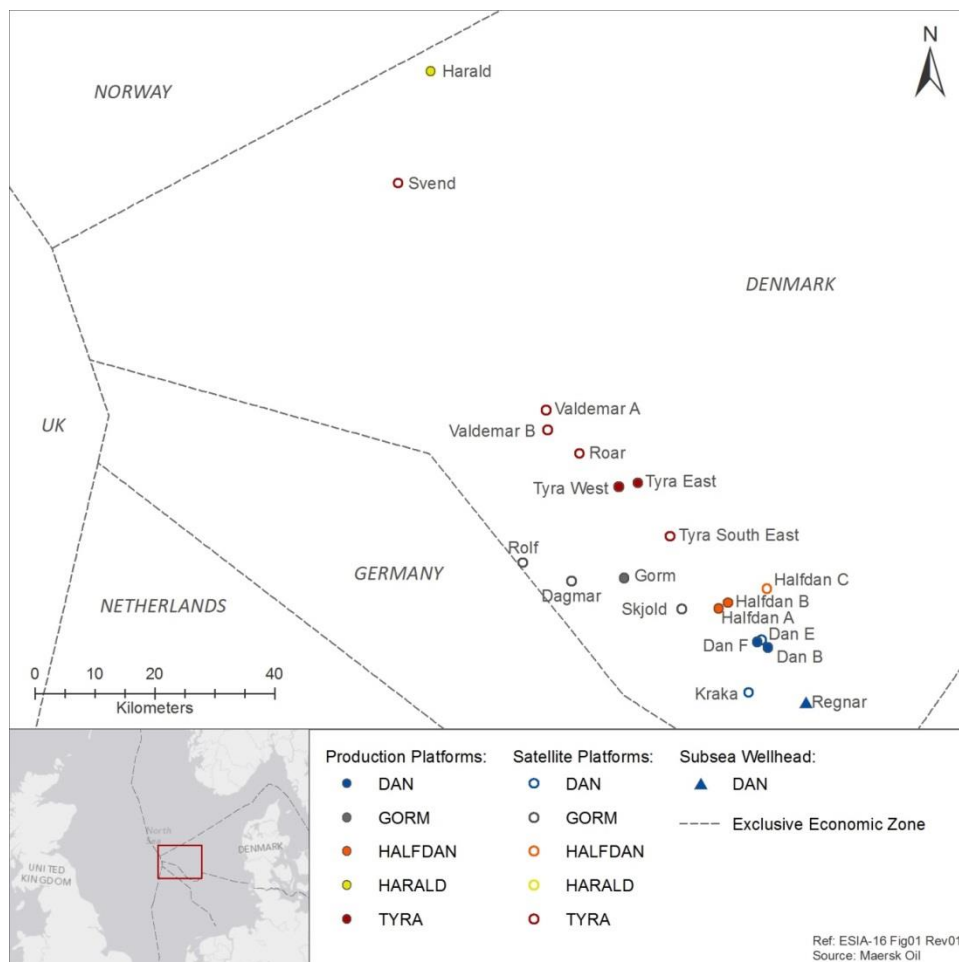 N
Harald
NORWAY
Svend
DENMARK
Valdemar A
Valdemar B
UK
Roar
Tyra West
Tyra East
Tyra South East
Rolf
GERMANY
Dagmar
Gorm
Halfdan C
NETHERLANDS
Skjold
Halfdan B
Halfdan A
Dan E
Dan F
Dan B
0 10 20 40
Kilometers
Kraka
Regnar
North
Sea
DENMARK
UNITED
KINGDOM
Production Platforms:
DAN
GORM
HALFDAN
HARALD
TYRA
Satellite Platforms:
DAN
GORM
HALFDAN
HARALD
TYRA
Subsea Wellhead:
DAN
Exclusive Economic Zone
Ref: ESIA-16 Fig01 Rev01
Source: Maersk Oil